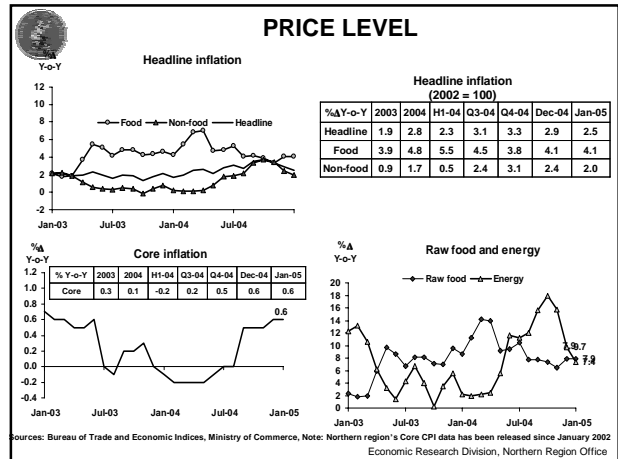 PRICE LEVEL
%Δ
Y-o-Y
Headline inflation
12
10
8
6
4
2
0
-2
Food Non-food Headline
Jan-03 Jul-03 Jan-04 Jul-04
Headline inflation
(2002 = 100)
%ΔY-o-Y 2003 2004 H1-04 Q3-04 Q4-04 Dec-04 Jan-05
Headline 1.9 2.8 2.3 3.1 3.3 2.9 2.5
Food 3.9 4.8 5.5 4.5 3.8 4.1 4.1
Non-food 0.9 1.7 0.5 2.4 3.1 2.4 2.0
%Δ
Y-o-Y
Core inflation
% Y-o-Y 2003 2004 H1-04 Q3-04 Q4-04 Dec-04 Jan-05
Core 0.3 0.1 -0.2 0.2 0.5 0.6 0.6
1.2
1.0
0.8
0.6
0.4
0.2
0.0
-0.2
-0.4
0.6
Jan-03 Jul-03 Jan-04 Jul-04 Jan-05
%Δ
Y-o-Y
Raw food and energy
20
18
16
14
12
10
8
6
4
2
0
Raw food Energy
7.9 9.7
7.9
7.4
Jan-03 Jul-03 Jan-04 Jul-04 Jan-05
Sources: Bureau of Trade and Economic Indices, Ministry of Commerce, Note: Northern region's Core CPI data has been released since January 2002
Economic Research Division, Northern Region Office